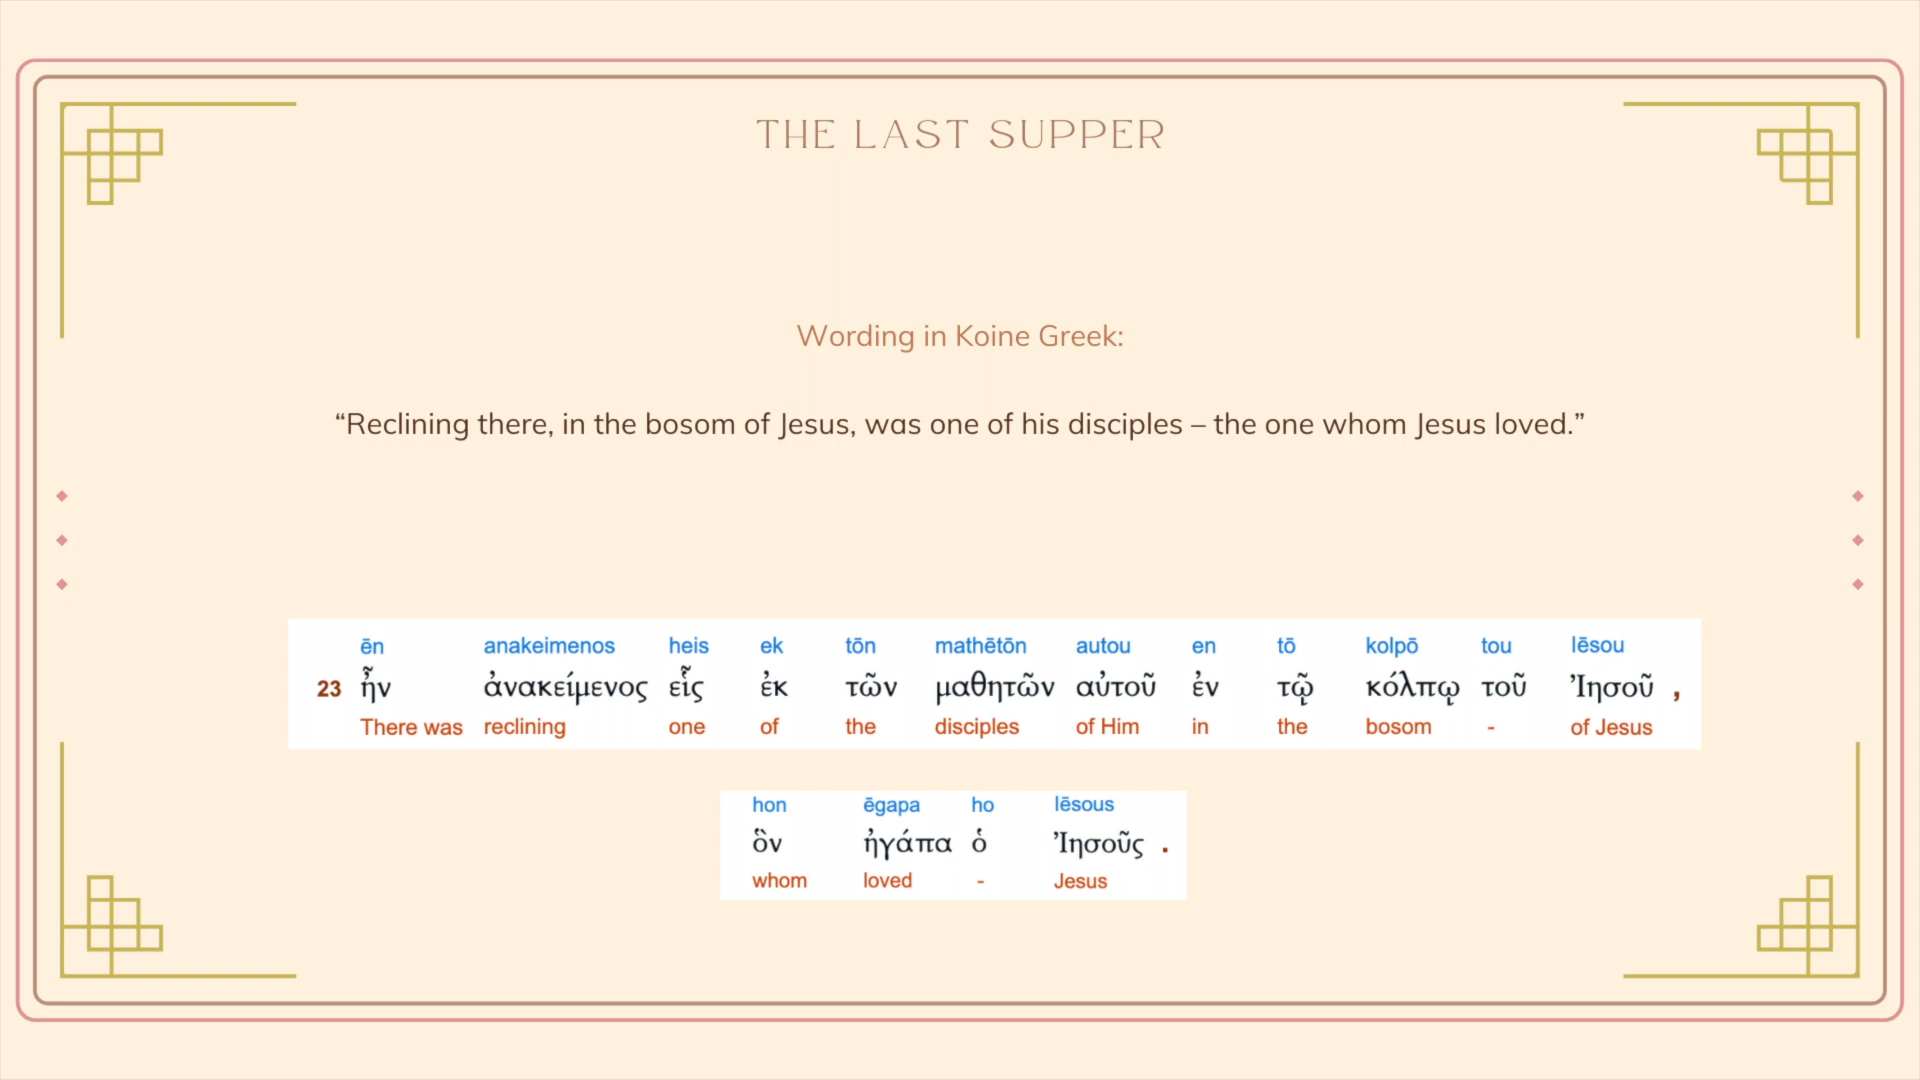 THE LAST SUPPER
Wording in Koine Greek:
“Reclining there, in the bosom of Jesus, was one of his disciples – the one whom Jesus loved.”
ēn anakeimenos heis ek tōn mathētōn autou en tō kolpō tou Iēsou
23 ἦν ἀνακείμενος εἷς ἐκ τῶν μαθητῶν αὐτοῦ ἐν τῷ κόλπῳ τοῦ Ἰησοῦ ,
There was reclining one of the disciples of Him in the bosom - of Jesus
hon ēgapa ho Iēsous
ὃν ἠγάπα ὁ Ἰησοῦς .
whom loved - Jesus